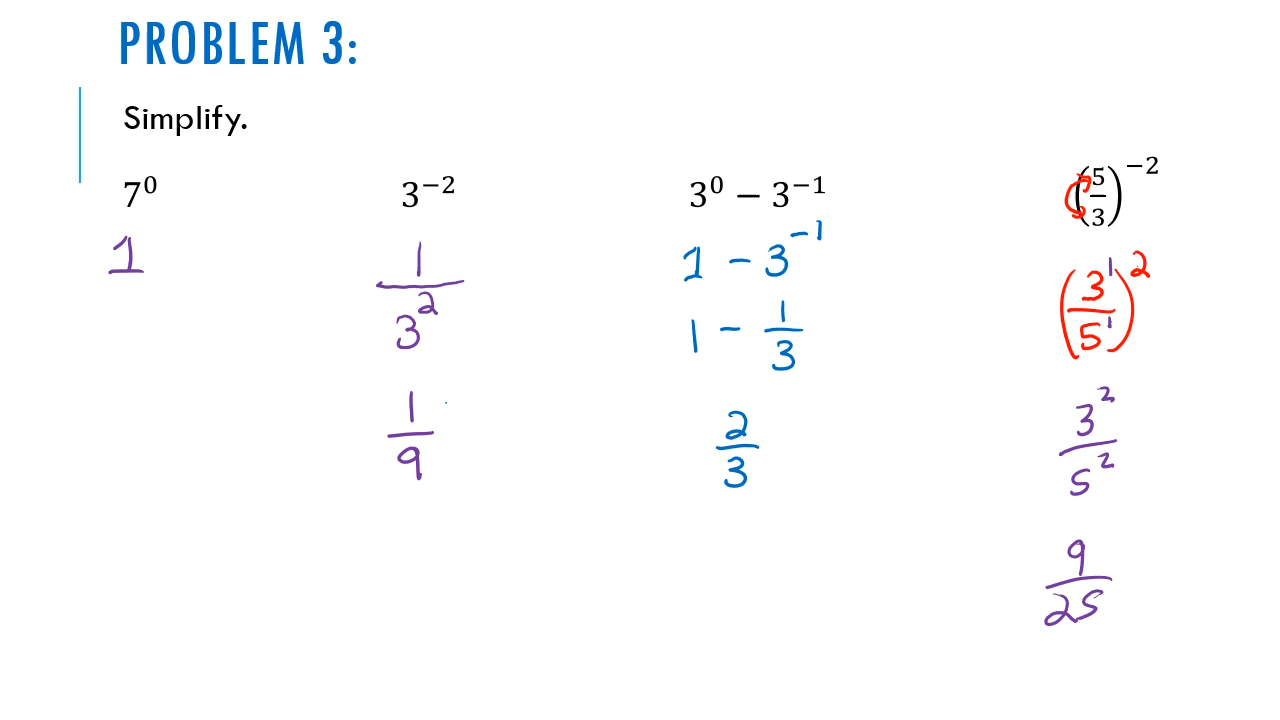 PROBLEM 3:
Simplify.
7⁰
1
3⁻²
1/3²
1/9
3⁰ − 3⁻¹
1 − 3⁻¹
1 − 1/3
2/3
(5/3)⁻²
(3¹/5¹)²
3²/5²
9/25